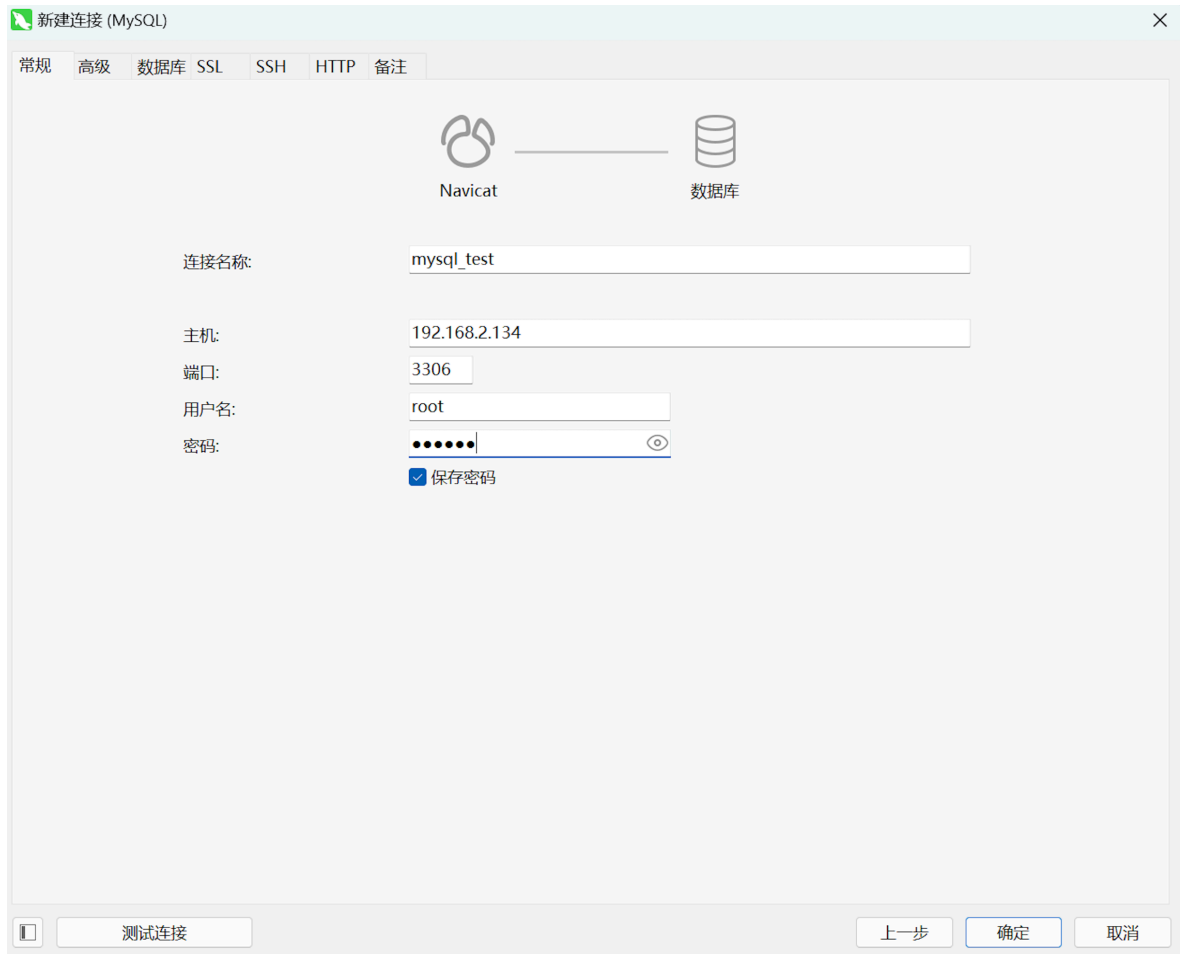 新建连接 (MySQL)
常规 高级 数据库 SSL SSH HTTP 备注
Navicat 数据库
连接名称: mysql_test
主机: 192.168.2.134
端口: 3306
用户名: root
密码: ●●●●●●
保存密码
测试连接 上一步 确定 取消